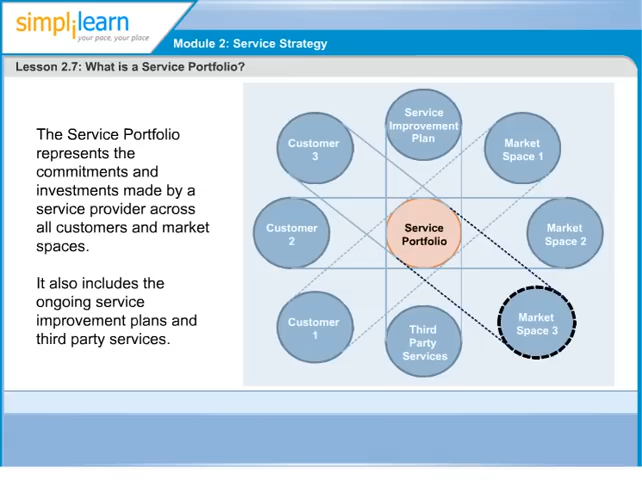 simplilearn
your pace, your place
Module 2: Service Strategy
Lesson 2.7: What is a Service Portfolio?
The Service Portfolio
represents the
commitments and
investments made by a
service provider across
all customers and market
spaces.
It also includes the
ongoing service
improvement plans and
third party services.
Service
Improvement
Plan
Customer
3
Market
Space 1
Customer
2
Service
Portfolio
Market
Space 2
Customer
1
Third
Party
Services
Market
Space 3